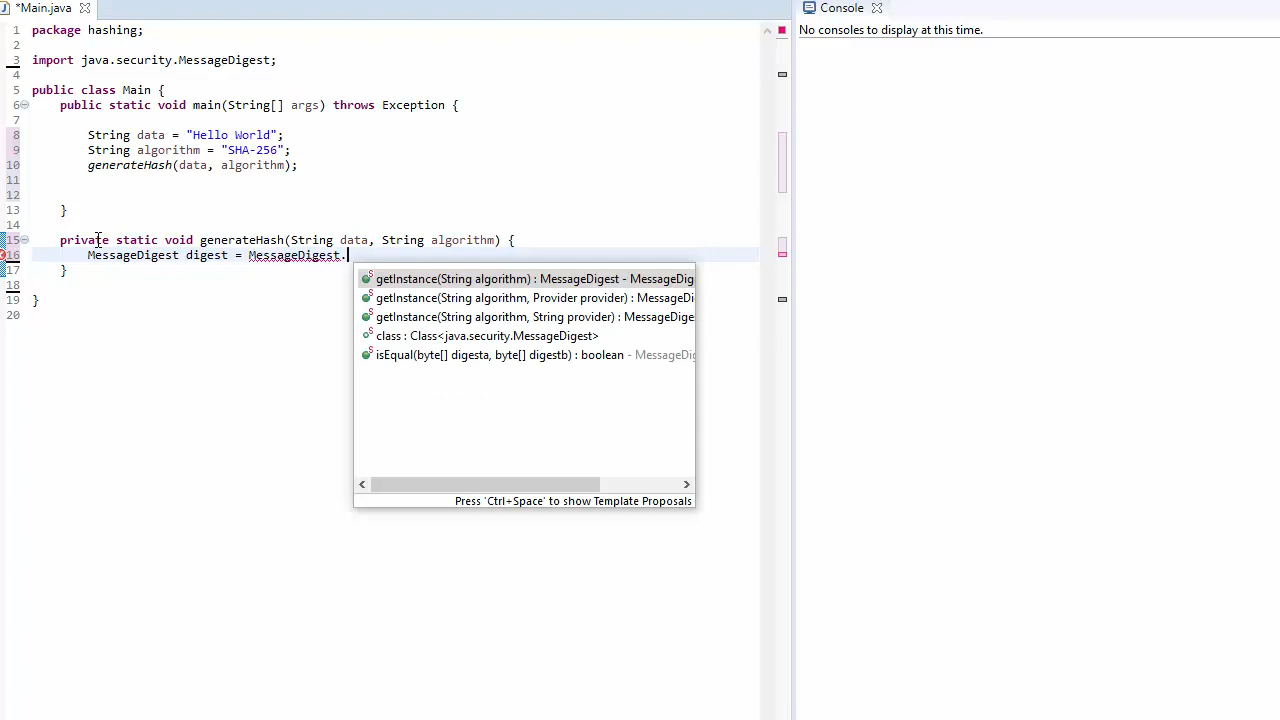 *Main.java
Console
No consoles to display at this time.
1 package hashing;
2
3 import java.security.MessageDigest;
4
5 public class Main {
6 public static void main(String[] args) throws Exception {
7
8 String data = "Hello World";
9 String algorithm = "SHA-256";
10 generateHash(data, algorithm);
11
12
13 }
14
15 private static void generateHash(String data, String algorithm) {
16 MessageDigest digest = MessageDigest.
17 }
18
19 }
20
getInstance(String algorithm) : MessageDigest - MessageDig
getInstance(String algorithm, Provider provider) : MessageDi
getInstance(String algorithm, String provider) : MessageDige
class : Class<java.security.MessageDigest>
isEqual(byte[] digesta, byte[] digestb) : boolean - MessageDig
Press 'Ctrl+Space' to show Template Proposals